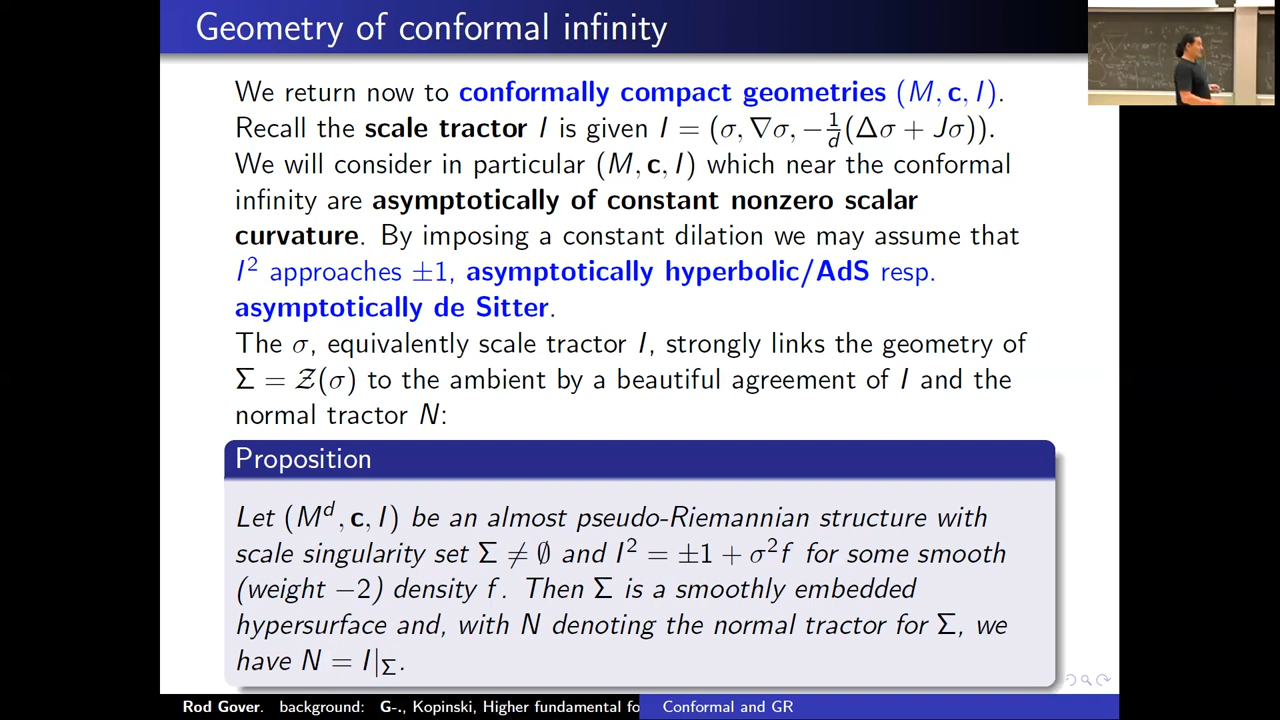 Geometry of conformal infinity
We return now to conformally compact geometries (M, c, I).
Recall the scale tractor I is given I = (σ, ∇σ, −1/d(Δσ + Jσ)).
We will consider in particular (M, c, I) which near the conformal
infinity are asymptotically of constant nonzero scalar
curvature. By imposing a constant dilation we may assume that
I² approaches ±1, asymptotically hyperbolic/AdS resp.
asymptotically de Sitter.
The σ, equivalently scale tractor I, strongly links the geometry of
Σ = 𝒵(σ) to the ambient by a beautiful agreement of I and the
normal tractor N:
Proposition
Let (Mᵈ, c, I) be an almost pseudo-Riemannian structure with
scale singularity set Σ ≠ ∅ and I² = ±1 + σ²f for some smooth
(weight −2) density f. Then Σ is a smoothly embedded
hypersurface and, with N denoting the normal tractor for Σ, we
have N = I|_Σ.
Rod Gover. background: G-., Kopinski, Higher fundamental fo
Conformal and GR